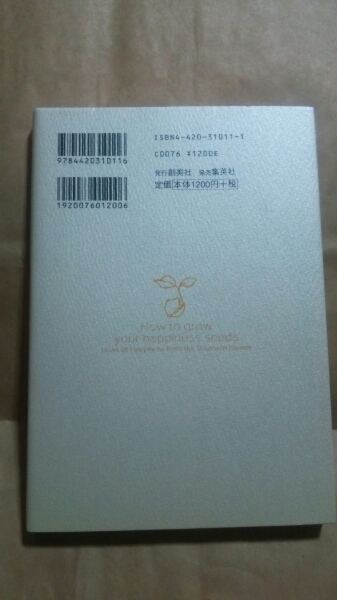 ISBN4-420-31011-1
9784420310116
C0076 ¥1200E
発行 創美社 発売 集英社
定価 本体1200円+税
1920076012006
How to grow
your happiness seeds